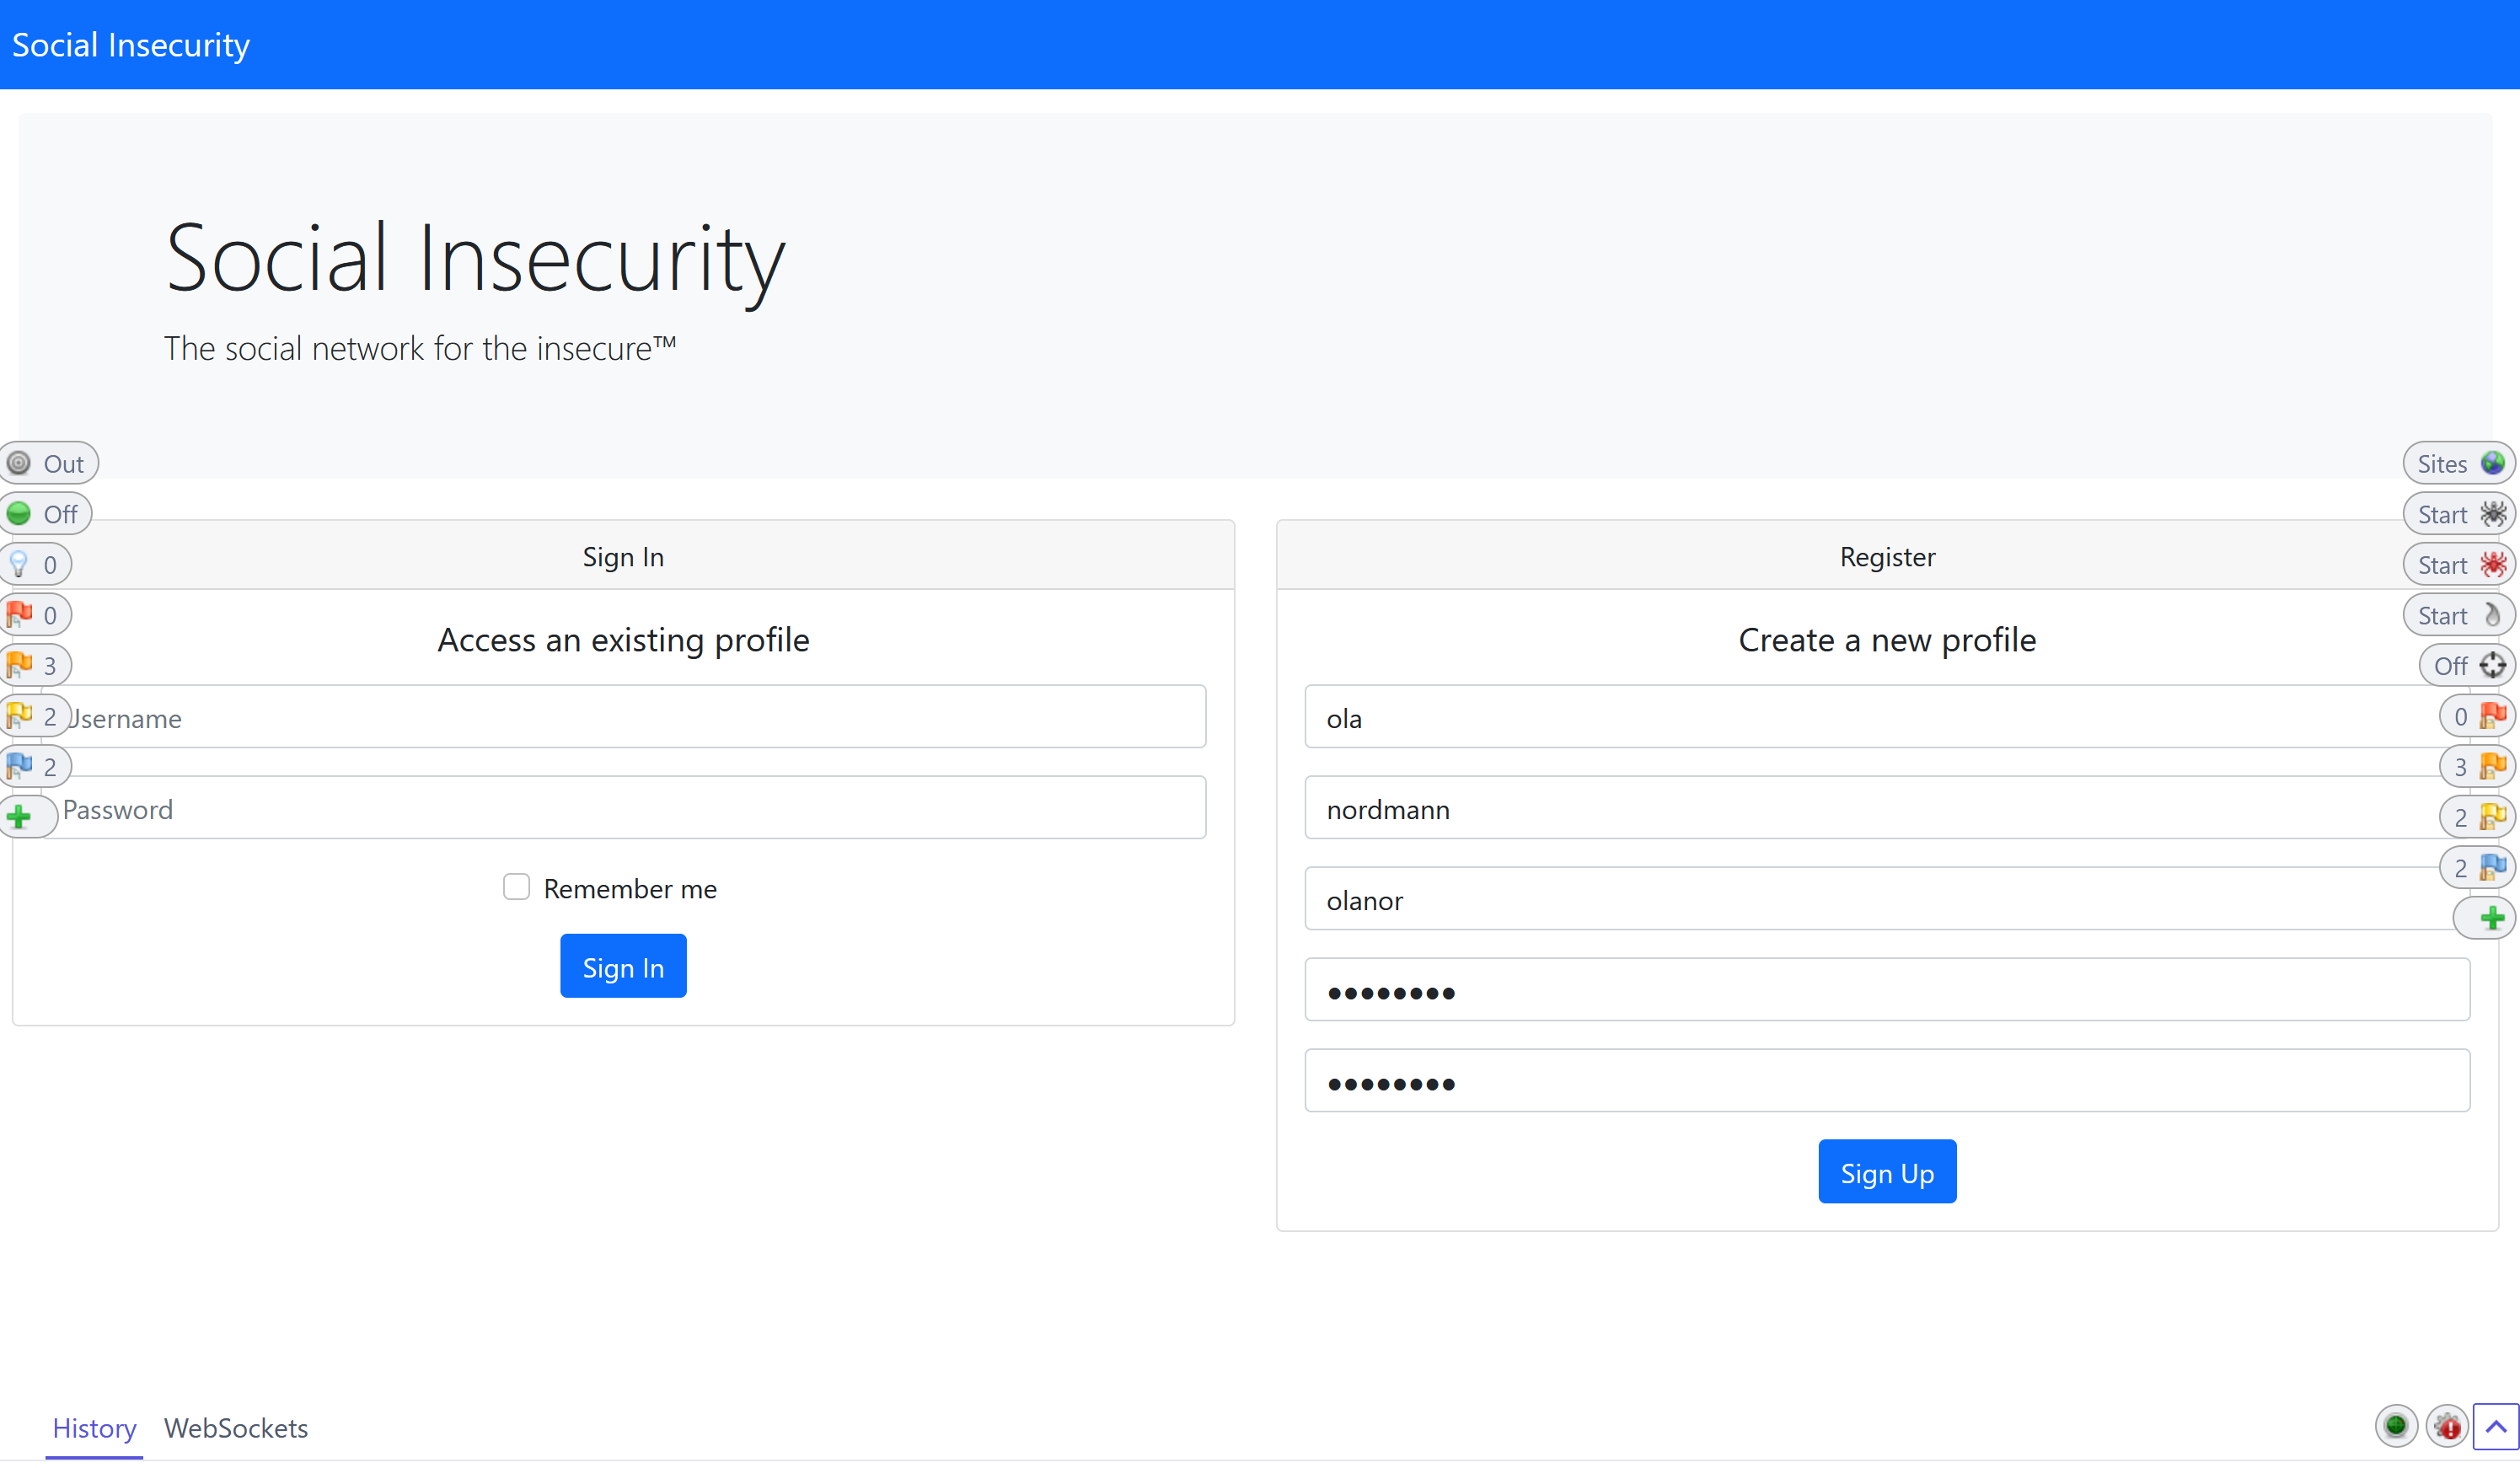 Social Insecurity
Social Insecurity
The social network for the insecure™
Out
Off
0
0
3
2
2
Sites
Start
Start
Start
Off
0
3
2
2
Sign In
Access an existing profile
Username
Password
Remember me
Sign In
Register
Create a new profile
ola
nordmann
olanor
••••••••
••••••••
Sign Up
History
WebSockets